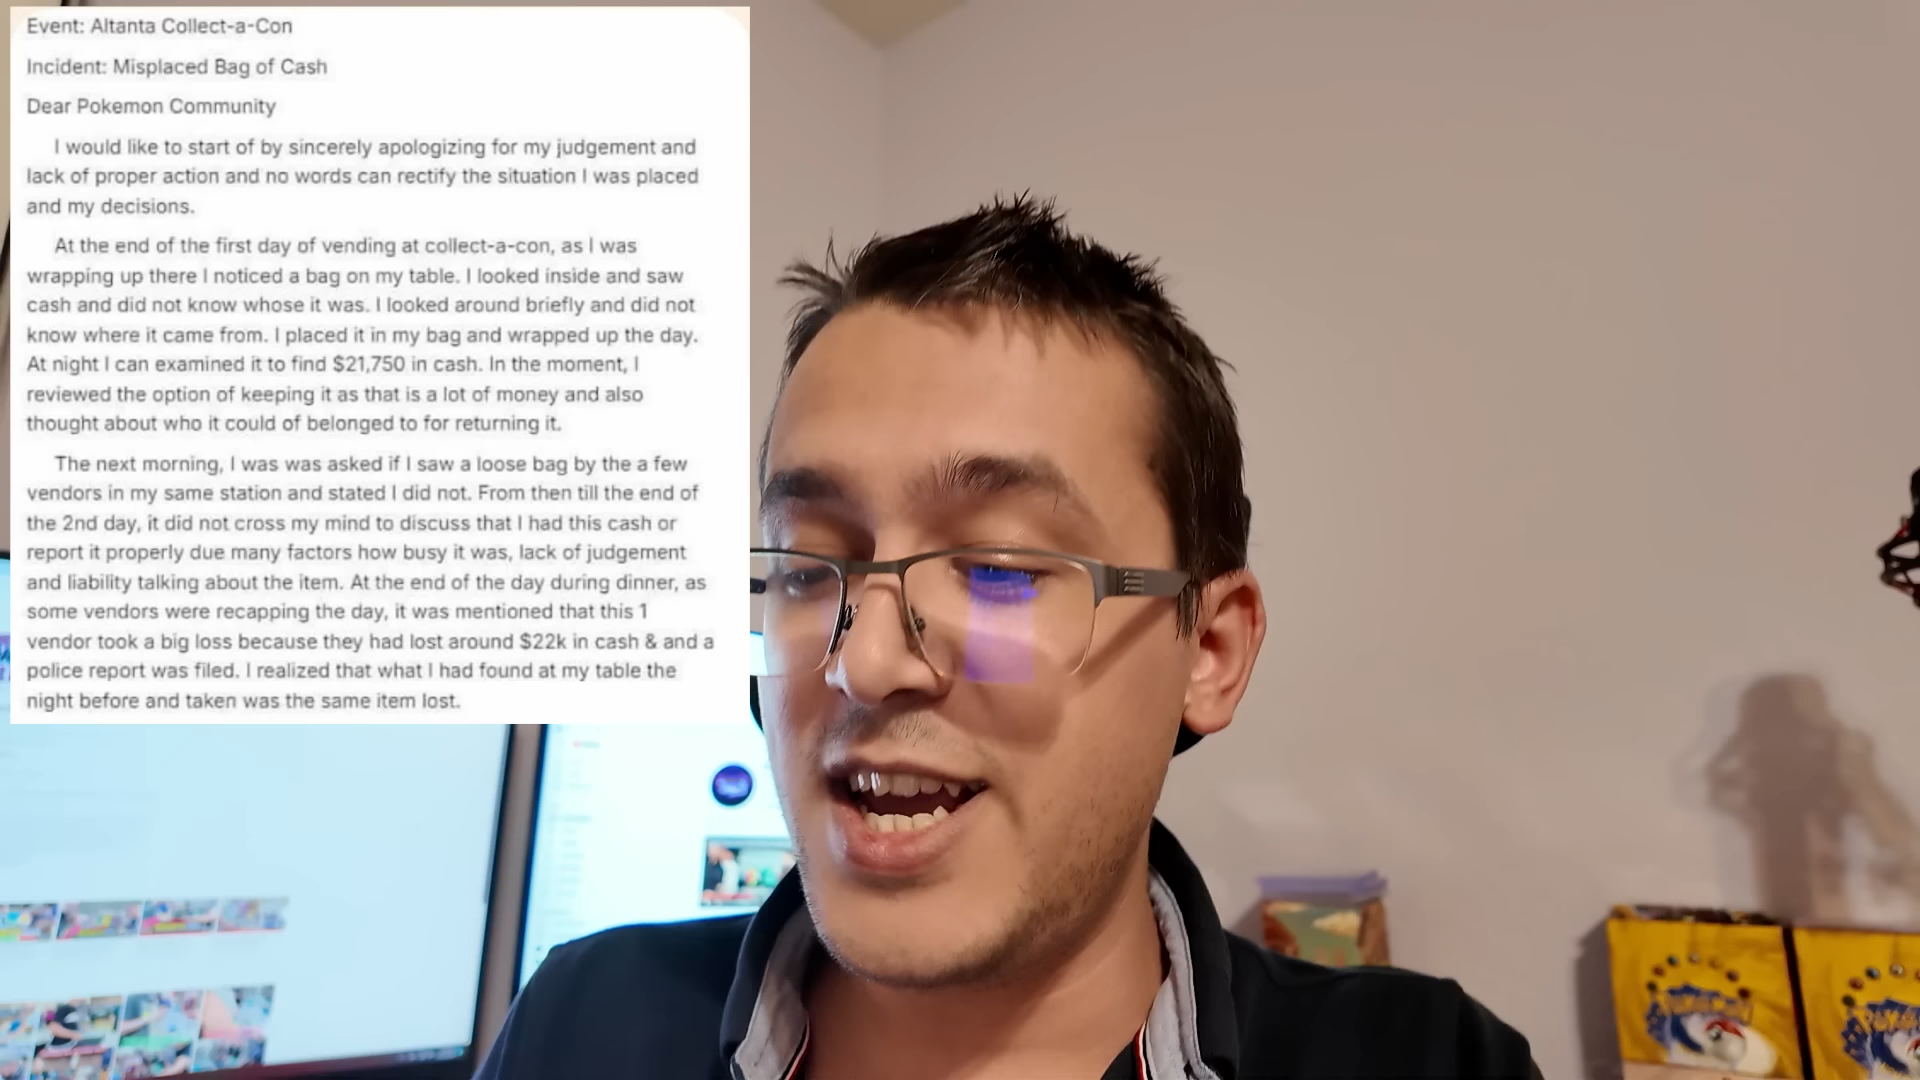 Event: Altanta Collect-a-Con
Incident: Misplaced Bag of Cash
Dear Pokemon Community
I would like to start of by sincerely apologizing for my judgement and
lack of proper action and no words can rectify the situation I was placed
and my decisions.
At the end of the first day of vending at collect-a-con, as I was
wrapping up there I noticed a bag on my table. I looked inside and saw
cash and did not know whose it was. I looked around briefly and did not
know where it came from. I placed it in my bag and wrapped up the day.
At night I can examined it to find $21,750 in cash. In the moment, I
reviewed the option of keeping it as that is a lot of money and also
thought about who it could of belonged to for returning it.
The next morning, I was was asked if I saw a loose bag by the a few
vendors in my same station and stated I did not. From then till the end of
the 2nd day, it did not cross my mind to discuss that I had this cash or
report it properly due many factors how busy it was, lack of judgement
and liability talking about the item. At the end of the day during dinner, as
some vendors were recapping the day, it was mentioned that this 1
vendor took a big loss because they had lost around $22k in cash & and a
police report was filed. I realized that what I had found at my table the
night before and taken was the same item lost.
POKéMON